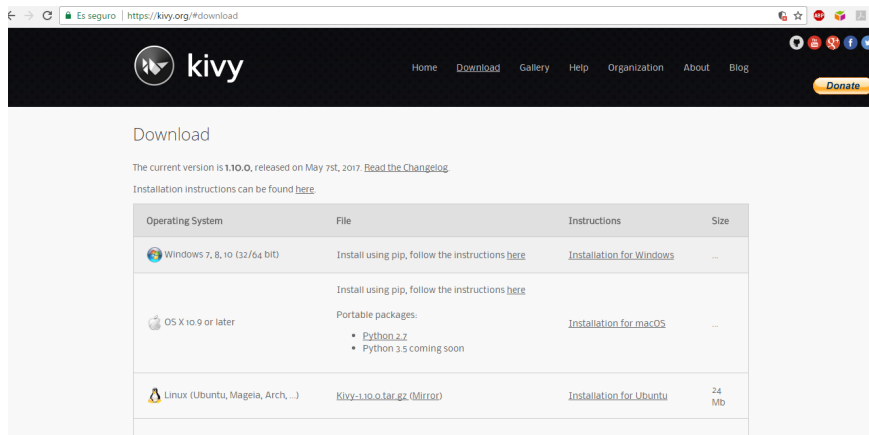 Es seguro | https://kivy.org/#download
ABP
kivy
Home Download Gallery Help Organization About Blog
Donate
Download
The current version is 1.10.0, released on May 7st, 2017. Read the Changelog.
Installation instructions can be found here.
Operating System File Instructions Size
Windows 7, 8, 10 (32/64 bit) Install using pip, follow the instructions here Installation for Windows ...
Install using pip, follow the instructions here
Portable packages:
OS X 10.9 or later Installation for macOS ...
• Python 2.7
• Python 3.5 coming soon
Linux (Ubuntu, Mageia, Arch, ...) Kivy-1.10.0.tar.gz (Mirror) Installation for Ubuntu 24
Mb